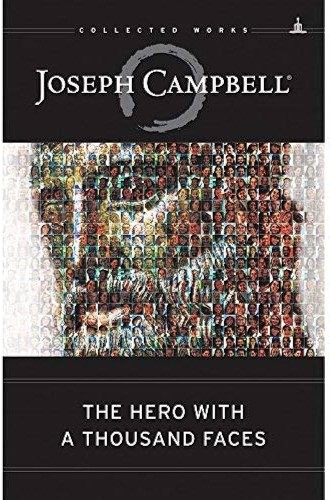 COLLECTED WORKS
JOSEPH CAMPBELL®
THE HERO WITH
A THOUSAND FACES